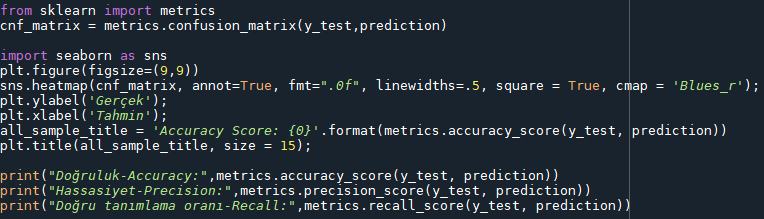 from sklearn import metrics
cnf_matrix = metrics.confusion_matrix(y_test,prediction)
import seaborn as sns
plt.figure(figsize=(9,9))
sns.heatmap(cnf_matrix, annot=True, fmt=".0f", linewidths=.5, square = True, cmap = 'Blues_r');
plt.ylabel('Gerçek');
plt.xlabel('Tahmin');
all_sample_title = 'Accuracy Score: {0}'.format(metrics.accuracy_score(y_test, prediction))
plt.title(all_sample_title, size = 15);
print("Doğruluk-Accuracy:",metrics.accuracy_score(y_test, prediction))
print("Hassasiyet-Precision:",metrics.precision_score(y_test, prediction))
print("Doğru tanımlama oranı-Recall:",metrics.recall_score(y_test, prediction))